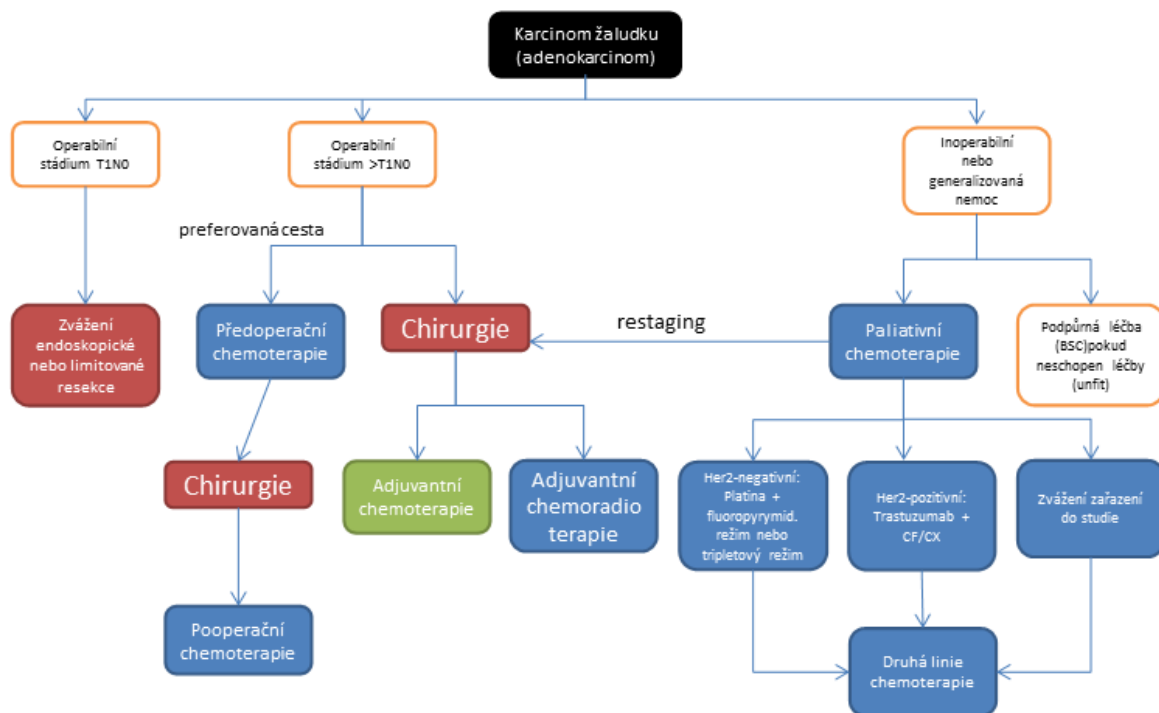 Karcinom žaludku
(adenokarcinom)
Operabilní
stádium T1N0
Operabilní
stádium >T1N0
Inoperabilní
nebo
generalizovaná
nemoc
preferovanácesta
Zvážení
endoskopické
nebo limitované
resekce
Předoperační
chemoterapie
Chirurgie
restaging
Paliativní
chemoterapie
Podpůrná léčba
(BSC)pokud
neschopen léčby
(unfit)
Chirurgie
Adjuvantní
chemoterapie
Adjuvantní
chemoradio
terapie
Her2-negativní:
Platina +
fluoropyrymid.
režim nebo
tripletový režim
Her2-pozitivní:
Trastuzumab +
CF/CX
Zvážení zařazení
do studie
Pooperační
chemoterapie
Druhá linie
chemoterapie